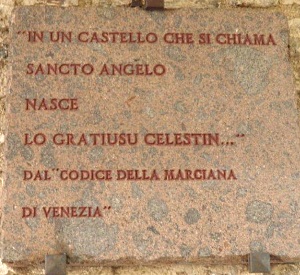 "IN UN CASTELLO CHE SI CHIAMA
SANCTO ANGELO
NASCE
LO GRATIUSU CELESTIN..."
DAL "CODICE DELLA MARCIANA
DI VENEZIA"